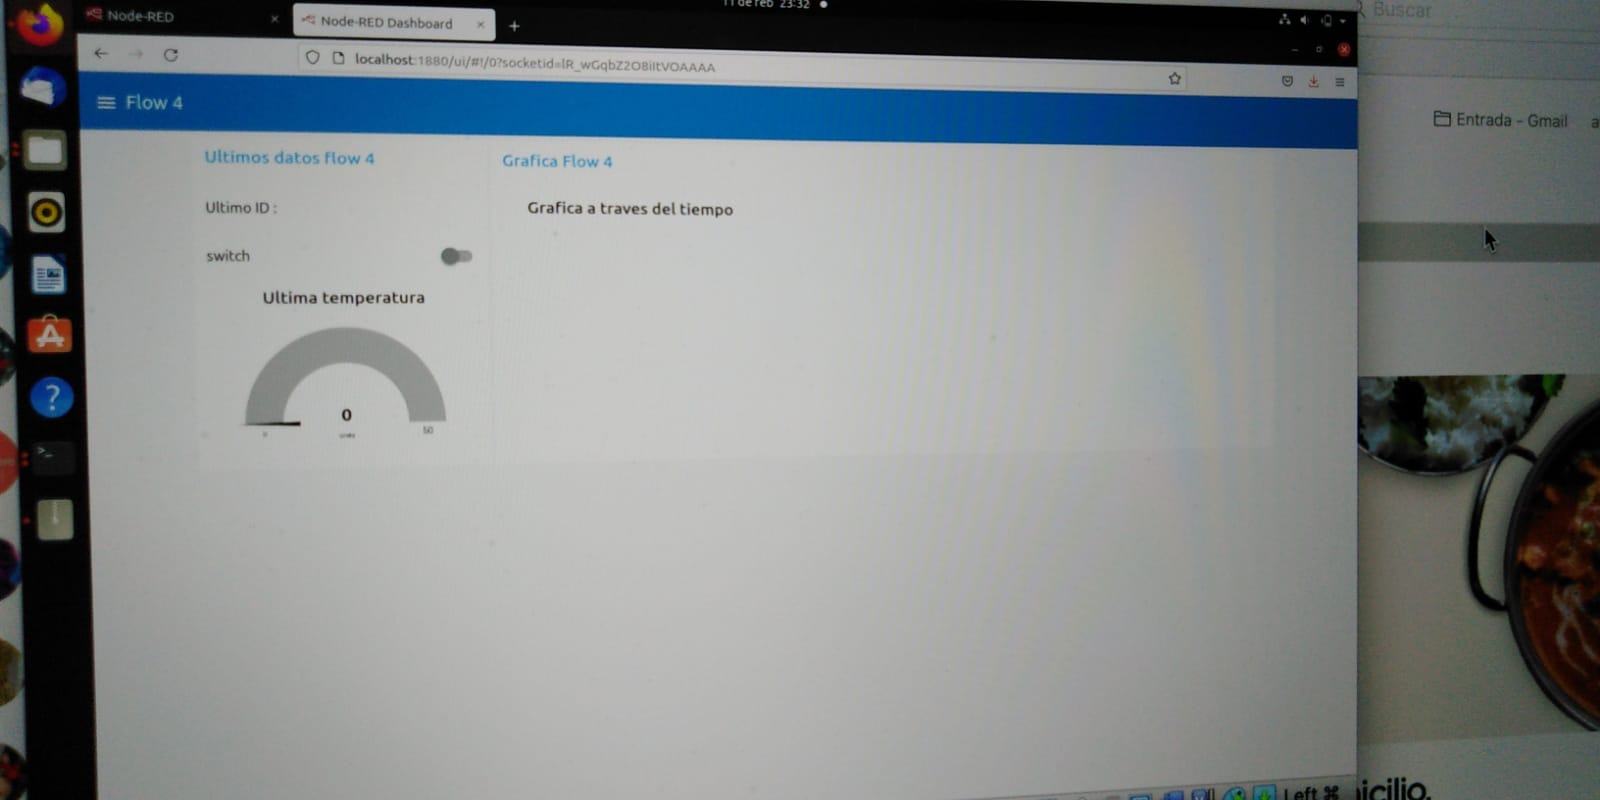 11 de feb 23:32
Node-RED
Node-RED Dashboard
localhost:1880/ui/#!/0?socketid=lR_wGqbZ2O8iItVOAAAA
Buscar
Entrada - Gmail
Flow 4
Ultimos datos flow 4
Ultimo ID :
switch
Ultima temperatura
0
0
units
50
Grafica Flow 4
Grafica a traves del tiempo
Left ⌘
icilio.